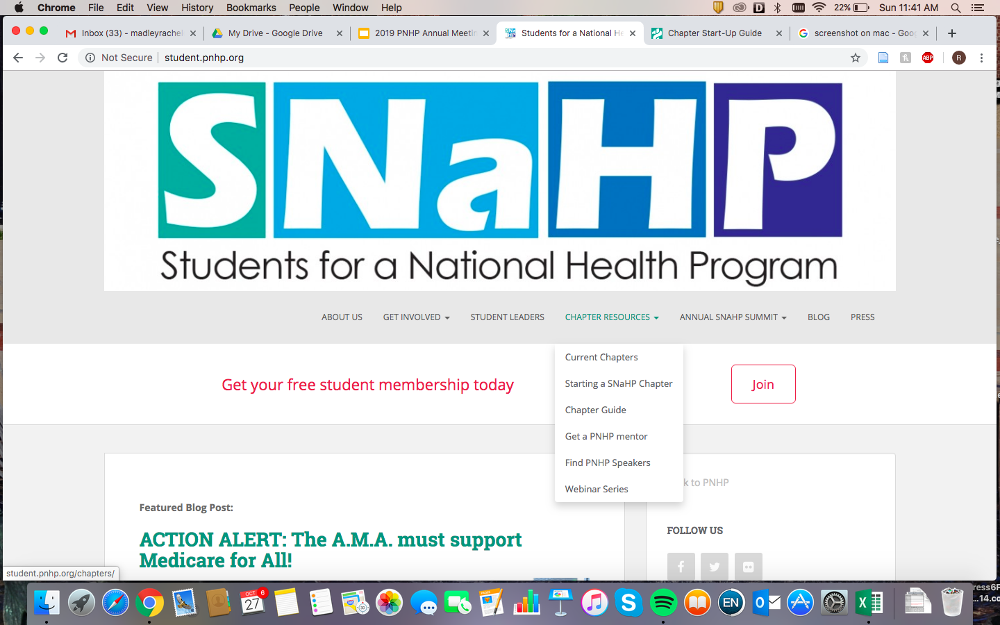 Chrome File Edit View History Bookmarks People Window Help 22% Sun 11:41 AM
Inbox (33) - madleyrachel
My Drive - Google Drive
2019 PNHP Annual Meetin
Students for a National He
Chapter Start-Up Guide
screenshot on mac - Goog
Not Secure student.pnhp.org
ABP
R
SNaHP
Students for a National Health Program
ABOUT US GET INVOLVED STUDENT LEADERS CHAPTER RESOURCES ANNUAL SNAHP SUMMIT BLOG PRESS
Current Chapters
Starting a SNaHP Chapter
Chapter Guide
Get a PNHP mentor
Find PNHP Speakers
Webinar Series
Get your free student membership today
Join
Featured Blog Post:
ACTION ALERT: The A.M.A. must support
Medicare for All!
k to PNHP
FOLLOW US
student.pnhp.org/chapters/
OCT 6
27
EN
ress6F
...14.co